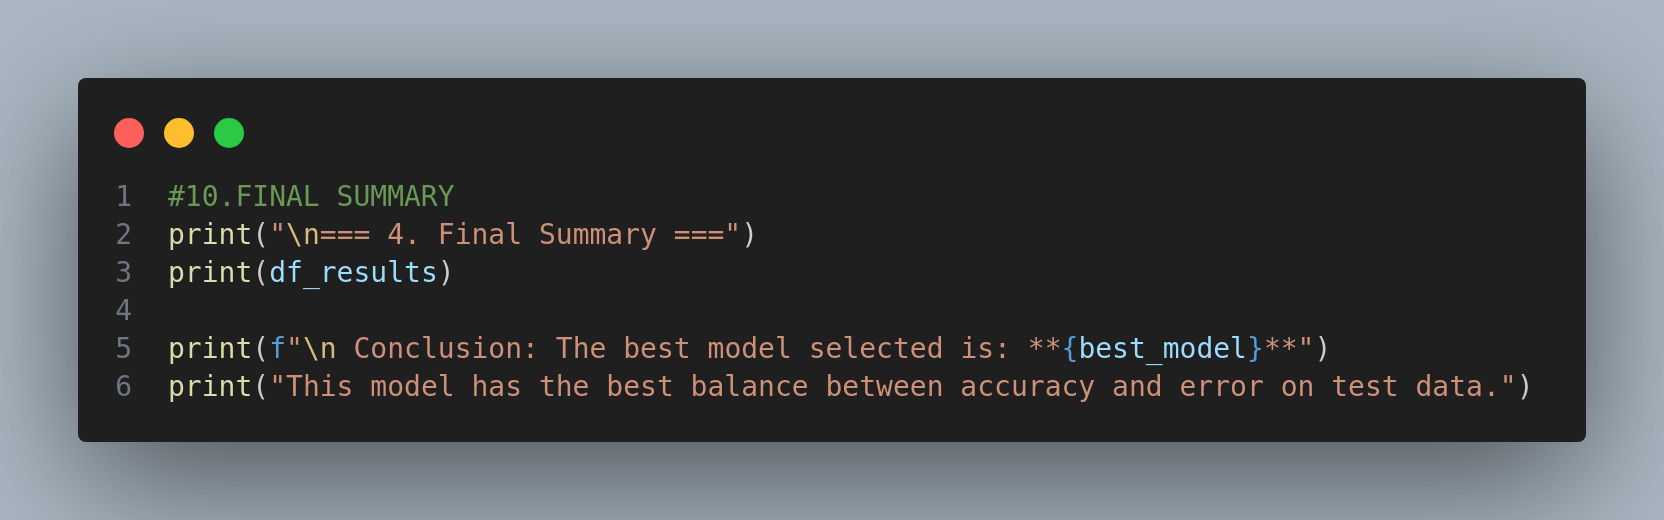 1 #10.FINAL SUMMARY
2 print("\n=== 4. Final Summary ===")
3 print(df_results)
4
5 print(f"\n Conclusion: The best model selected is: **{best_model}**")
6 print("This model has the best balance between accuracy and error on test data.")